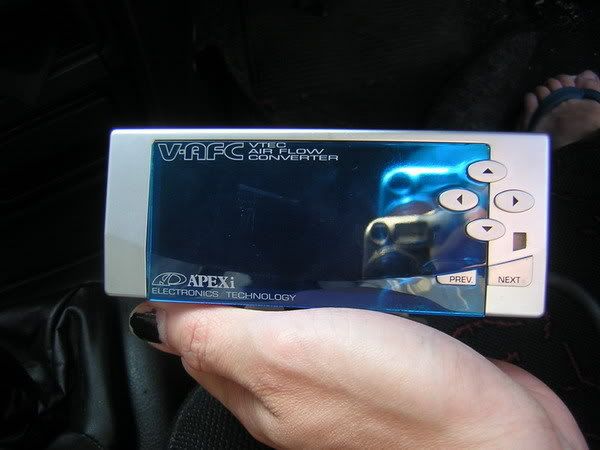 V-AFC VTEC
AIR FLOW
CONVERTER
APEXi
ELECTRONICS TECHNOLOGY
PREV.
NEXT